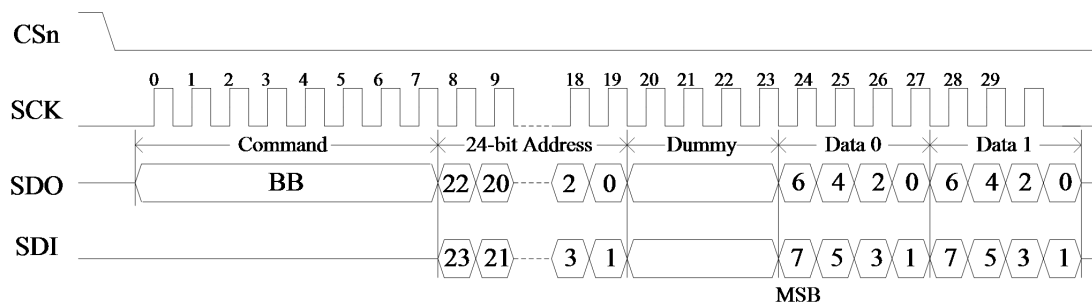 CSn
0 1 2 3 4 5 6 7 8 9 18 19 20 21 22 23 24 25 26 27 28 29
SCK
Command 24-bit Address Dummy Data 0 Data 1
SDO BB 22 20 2 0 6 4 2 0 6 4 2 0
SDI 23 21 3 1 7 5 3 1 7 5 3 1
MSB